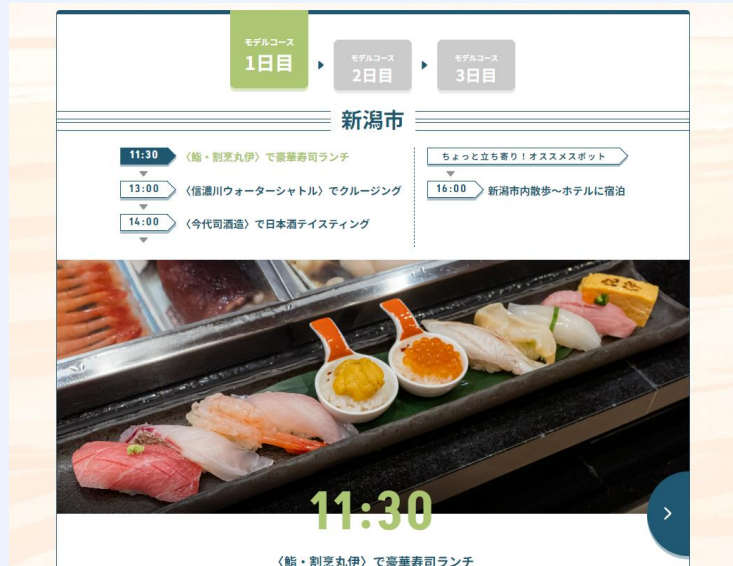 モデルコース
1日目
モデルコース
2日目
モデルコース
3日目
新潟市
11:30 〈鮨・割烹丸伊〉で豪華寿司ランチ
13:00 〈信濃川ウォーターシャトル〉でクルージング
14:00 〈今代司酒造〉で日本酒テイスティング
ちょっと立ち寄り！オススメスポット
16:00 新潟市内散歩～ホテルに宿泊
11:30
〈鮨・割烹丸伊〉で豪華寿司ランチ